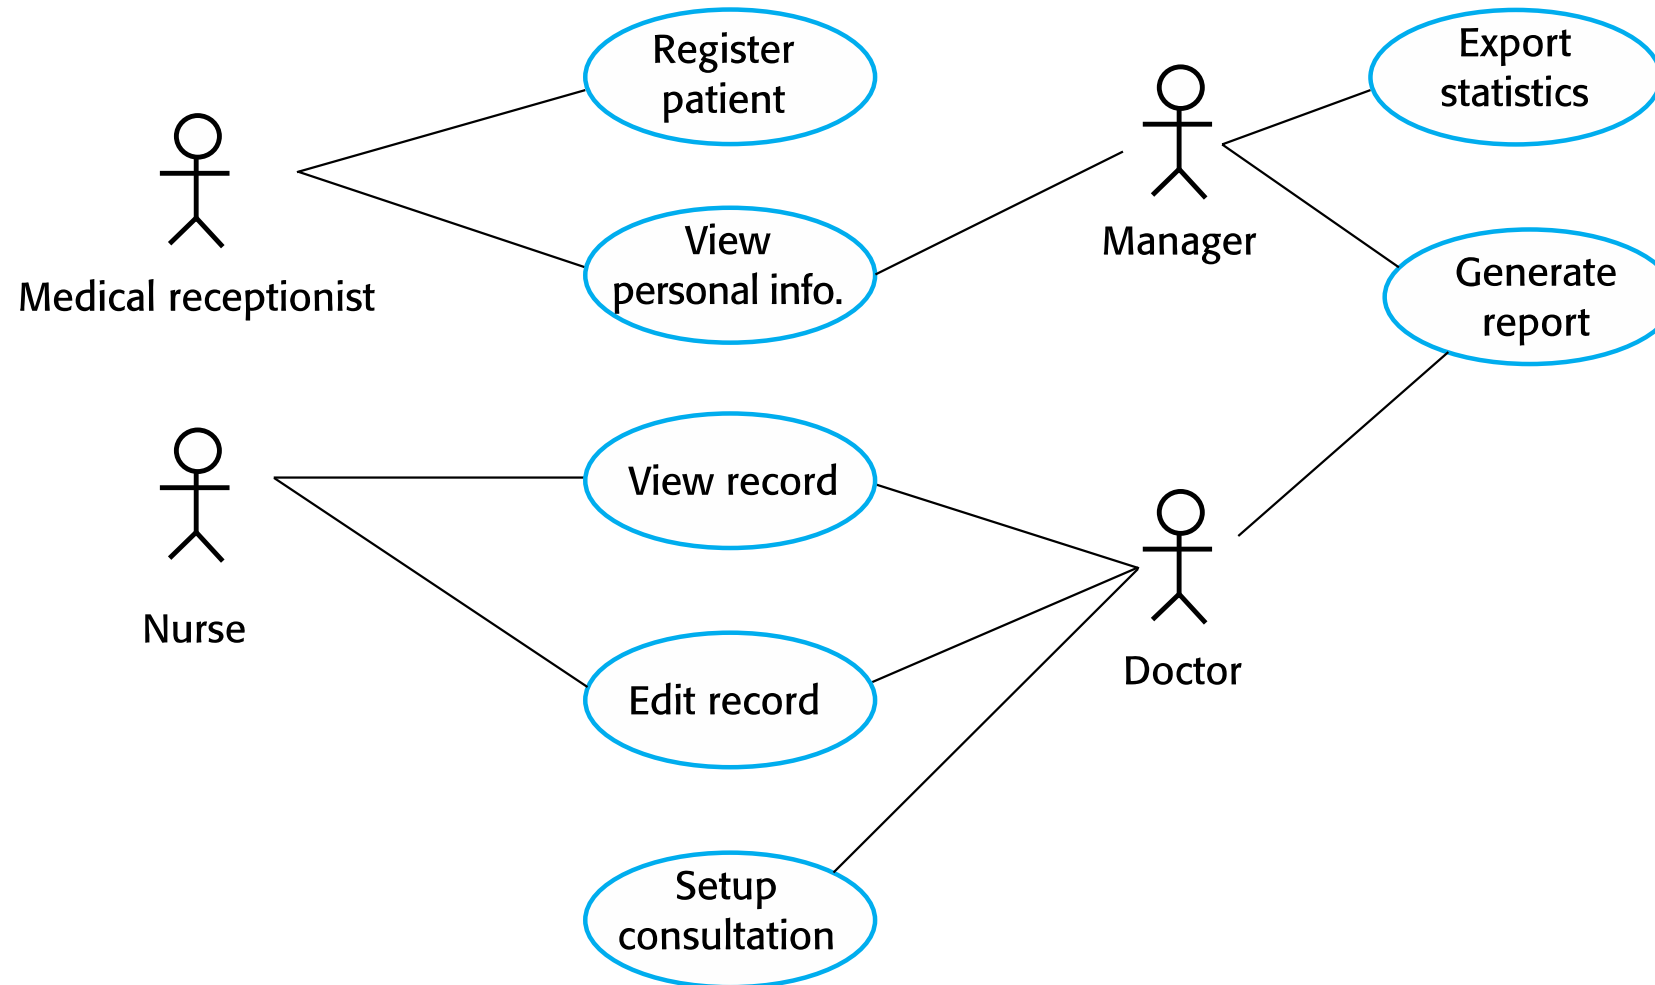 Register
patient
Export
statistics
Medical receptionist
View
personal info.
Manager
Generate
report
Nurse
View record
Edit record
Doctor
Setup
consultation